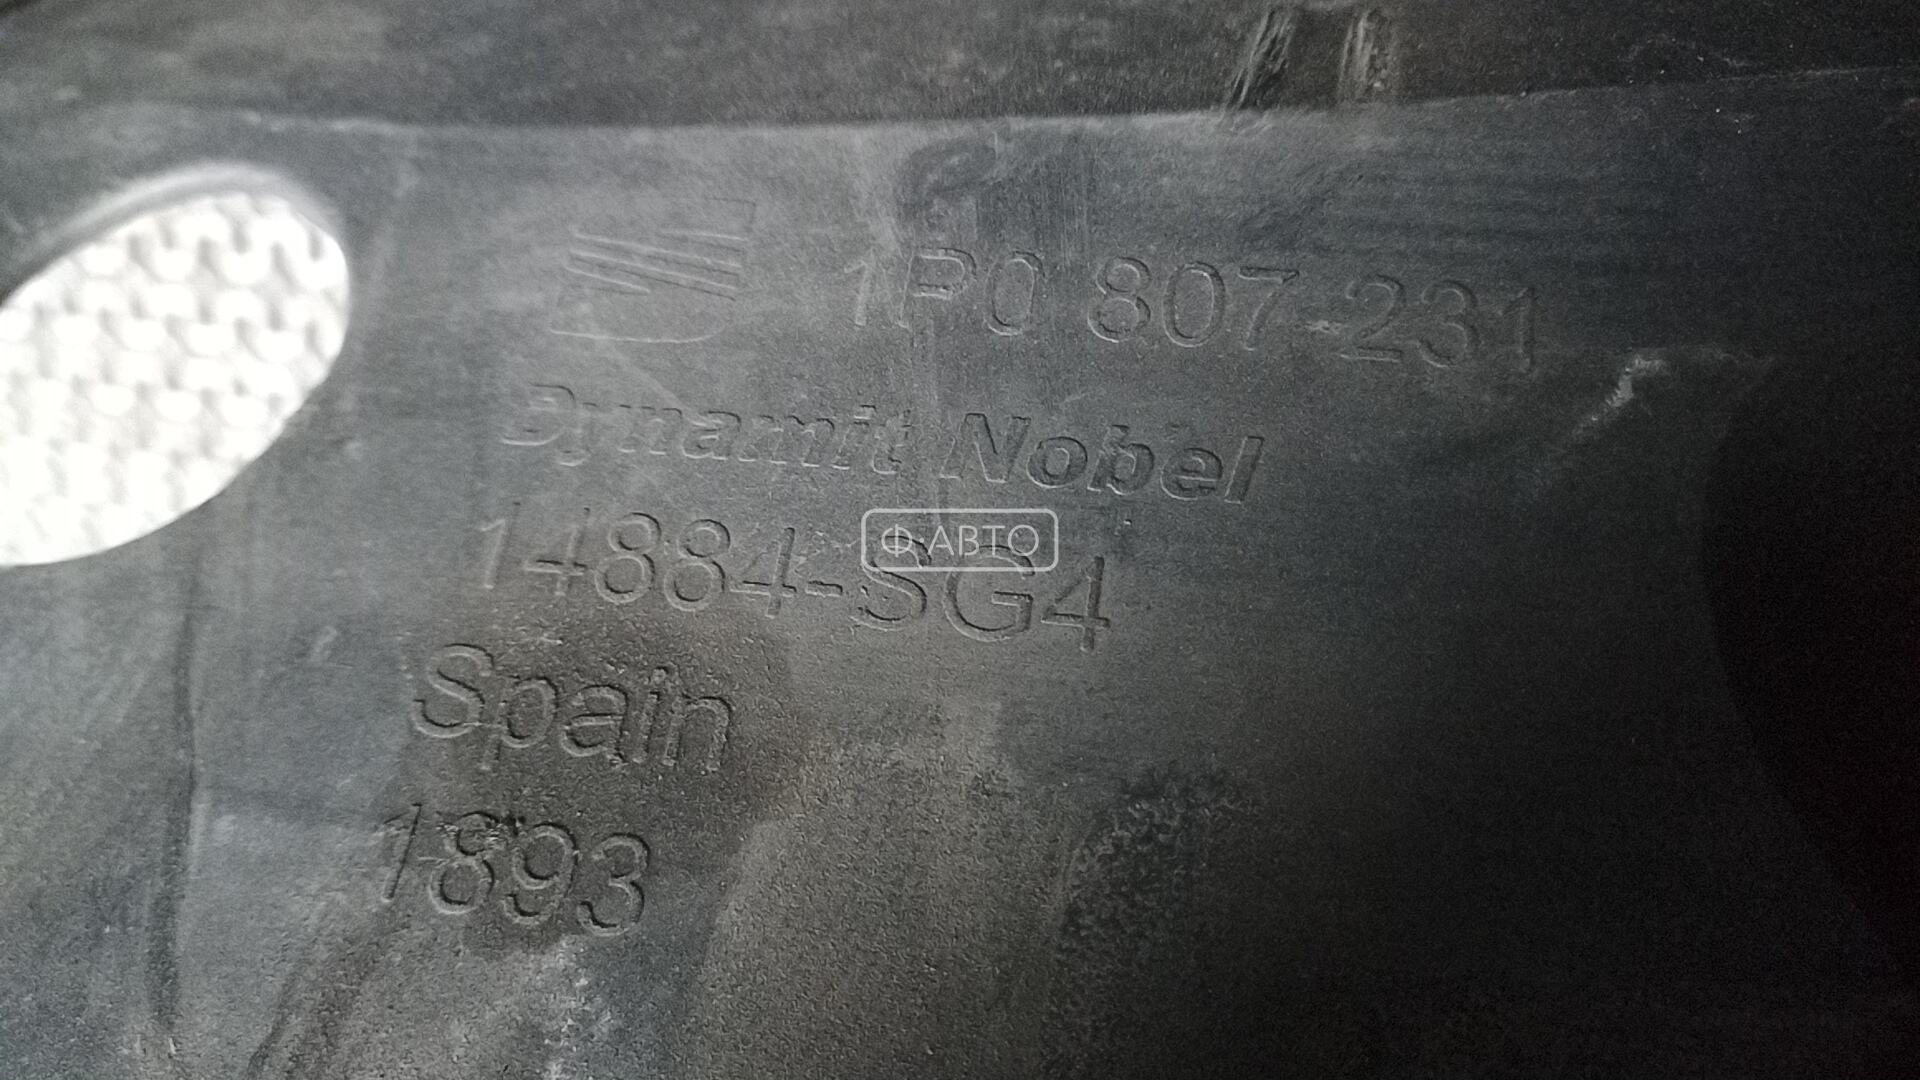 1P0 807 231
Dynamit Nobel
14884-SG4
Ф-АВТО
Spain
1893